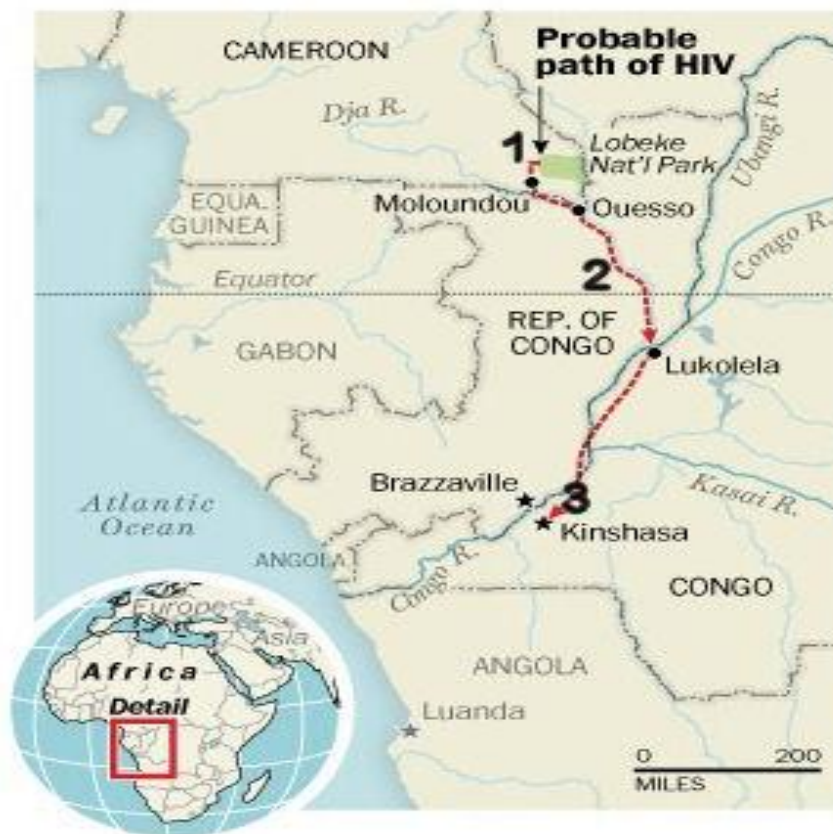 CAMEROON
Probable
path of HIV
Dja R.
1
Lobeke
Nat'l Park
Ubangi R.
EQUA.
GUINEA
Moloundou
Ouesso
Congo R.
Equator
2
REP. OF
CONGO
GABON
Lukolela
Brazzaville
3
Kasai R.
Atlantic
Ocean
Kinshasa
ANGOLA
Congo R.
CONGO
Europe
Asia
Africa
Detail
ANGOLA
Luanda
0 200
MILES